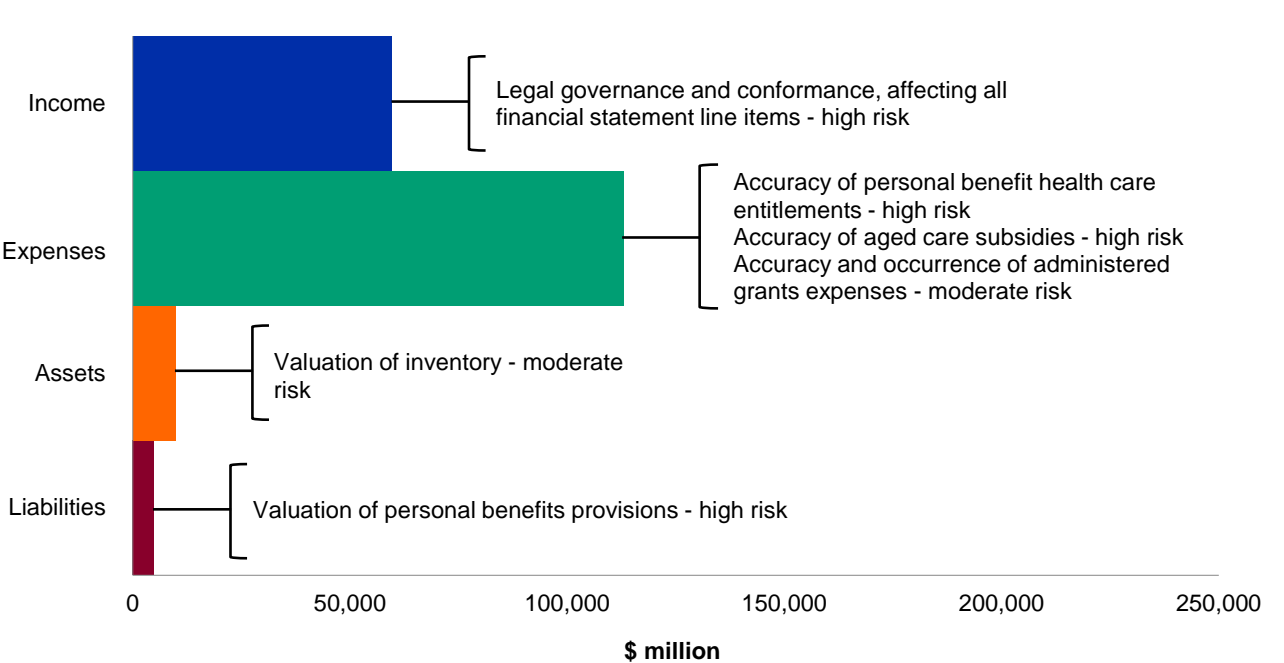 Income
Legal governance and conformance, affecting all
financial statement line items - high risk
Expenses
Accuracy of personal benefit health care
entitlements - high risk
Accuracy of aged care subsidies - high risk
Accuracy and occurrence of administered
grants expenses - moderate risk
Assets
Valuation of inventory - moderate
risk
Liabilities
Valuation of personal benefits provisions - high risk
0 50,000 100,000 150,000 200,000 250,000
$ million